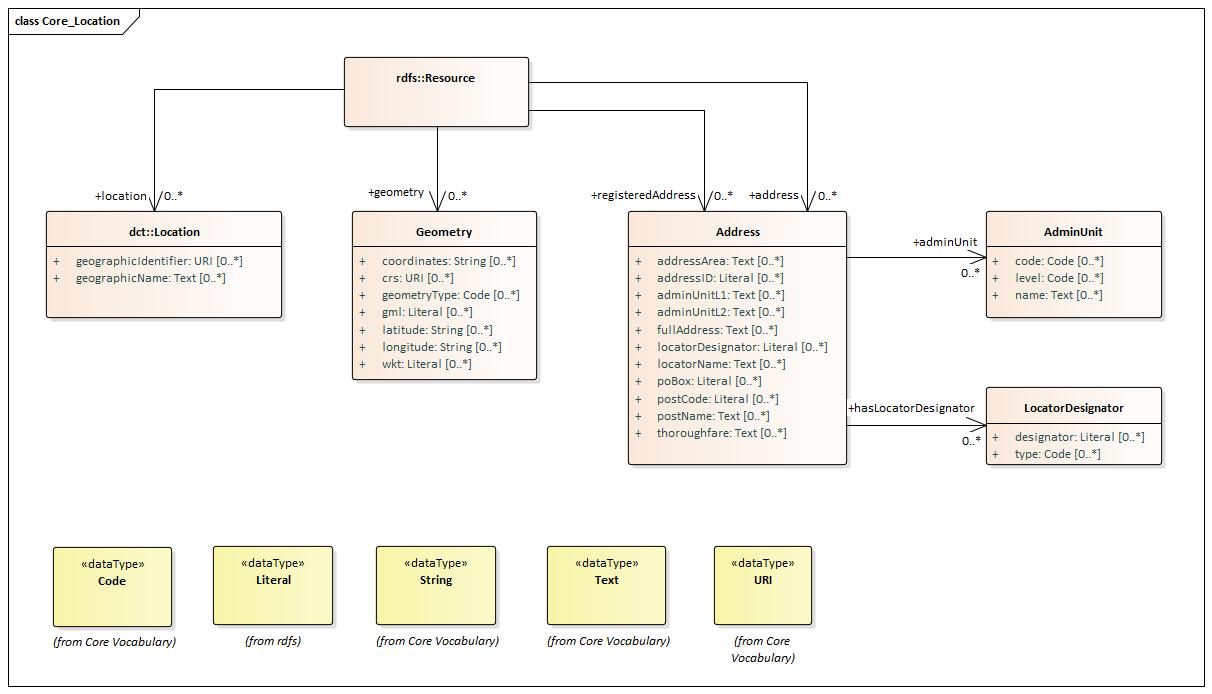 class Core_Location
rdfs::Resource
+location 0..*
+geometry 0..*
+registeredAddress 0..*
+address 0..*
dct::Location
+ geographicIdentifier: URI [0..*]
+ geographicName: Text [0..*]
Geometry
+ coordinates: String [0..*]
+ crs: URI [0..*]
+ geometryType: Code [0..*]
+ gml: Literal [0..*]
+ latitude: String [0..*]
+ longitude: String [0..*]
+ wkt: Literal [0..*]
Address
+ addressArea: Text [0..*]
+ addressID: Literal [0..*]
+ adminUnitL1: Text [0..*]
+ adminUnitL2: Text [0..*]
+ fullAddress: Text [0..*]
+ locatorDesignator: Literal [0..*]
+ locatorName: Text [0..*]
+ poBox: Literal [0..*]
+ postCode: Literal [0..*]
+ postName: Text [0..*]
+ thoroughfare: Text [0..*]
+adminUnit
0..*
AdminUnit
+ code: Code [0..*]
+ level: Code [0..*]
+ name: Text [0..*]
+hasLocatorDesignator
0..*
LocatorDesignator
+ designator: Literal [0..*]
+ type: Code [0..*]
«dataType»
Code
(from Core Vocabulary)
«dataType»
Literal
(from rdfs)
«dataType»
String
(from Core Vocabulary)
«dataType»
Text
(from Core Vocabulary)
«dataType»
URI
(from Core
Vocabulary)